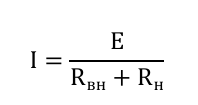 I = E / (Rвн + Rн)